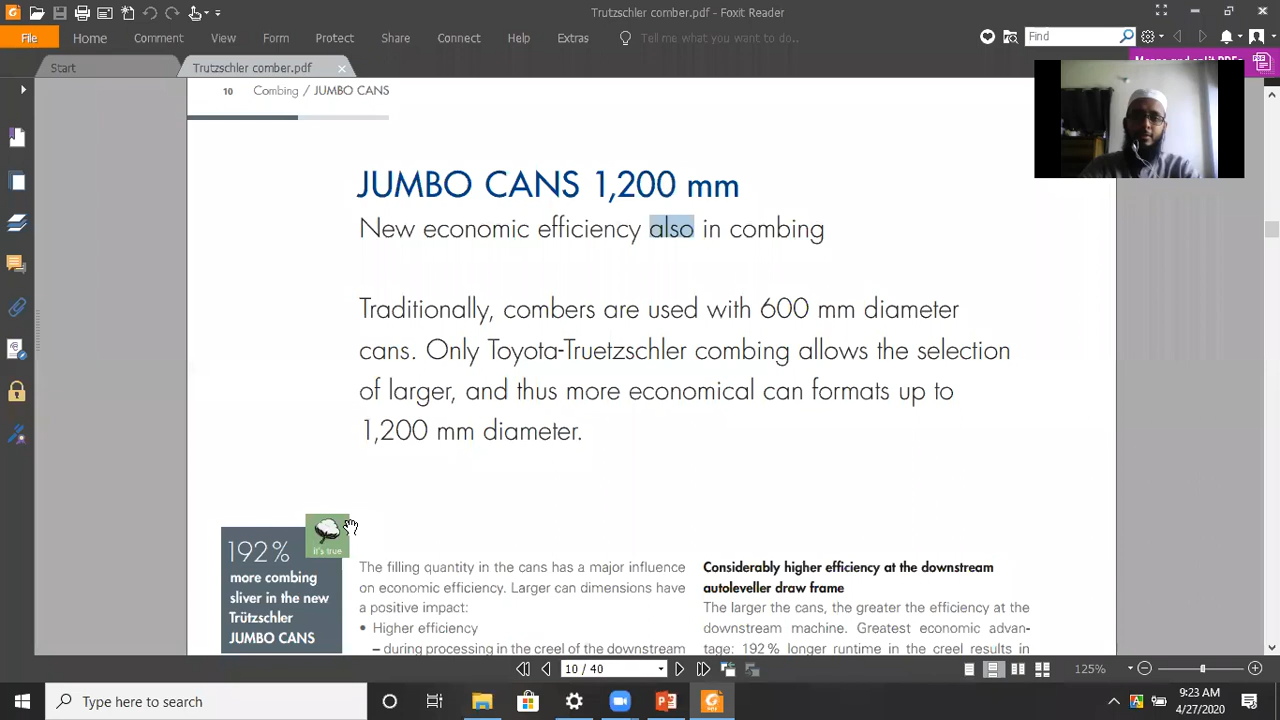 Trutzschler comber.pdf - Foxit Reader
File Home Comment View Form Protect Share Connect Help Extras Tell me what you want to do... Find
Start Trutzschler comber.pdf
10 Combing / JUMBO CANS
JUMBO CANS 1,200 mm
New economic efficiency also in combing
Traditionally, combers are used with 600 mm diameter
cans. Only Toyota-Truetzschler combing allows the selection
of larger, and thus more economical can formats up to
1,200 mm diameter.
it's true
192 %
more combing
sliver in the new
Trützschler
JUMBO CANS
The filling quantity in the cans has a major influence
on economic efficiency. Larger can dimensions have
a positive impact:
• Higher efficiency
– during processing in the creel of the downstream
Considerably higher efficiency at the downstream
autoleveller draw frame
The larger the cans, the greater the efficiency at the
downstream machine. Greatest economic advan-
tage: 192 % longer runtime in the creel results in
10 / 40
125%
Type here to search
9:23 AM
4/27/2020